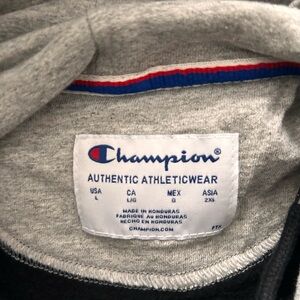 Champion®
AUTHENTIC ATHLETICWEAR
USA CA MEX ASIA
L L/G G 2XL
MADE IN HONDURAS
FABRIQUÉ AU HONDURAS
HECHO EN HONDURAS
CHAMPION.COM